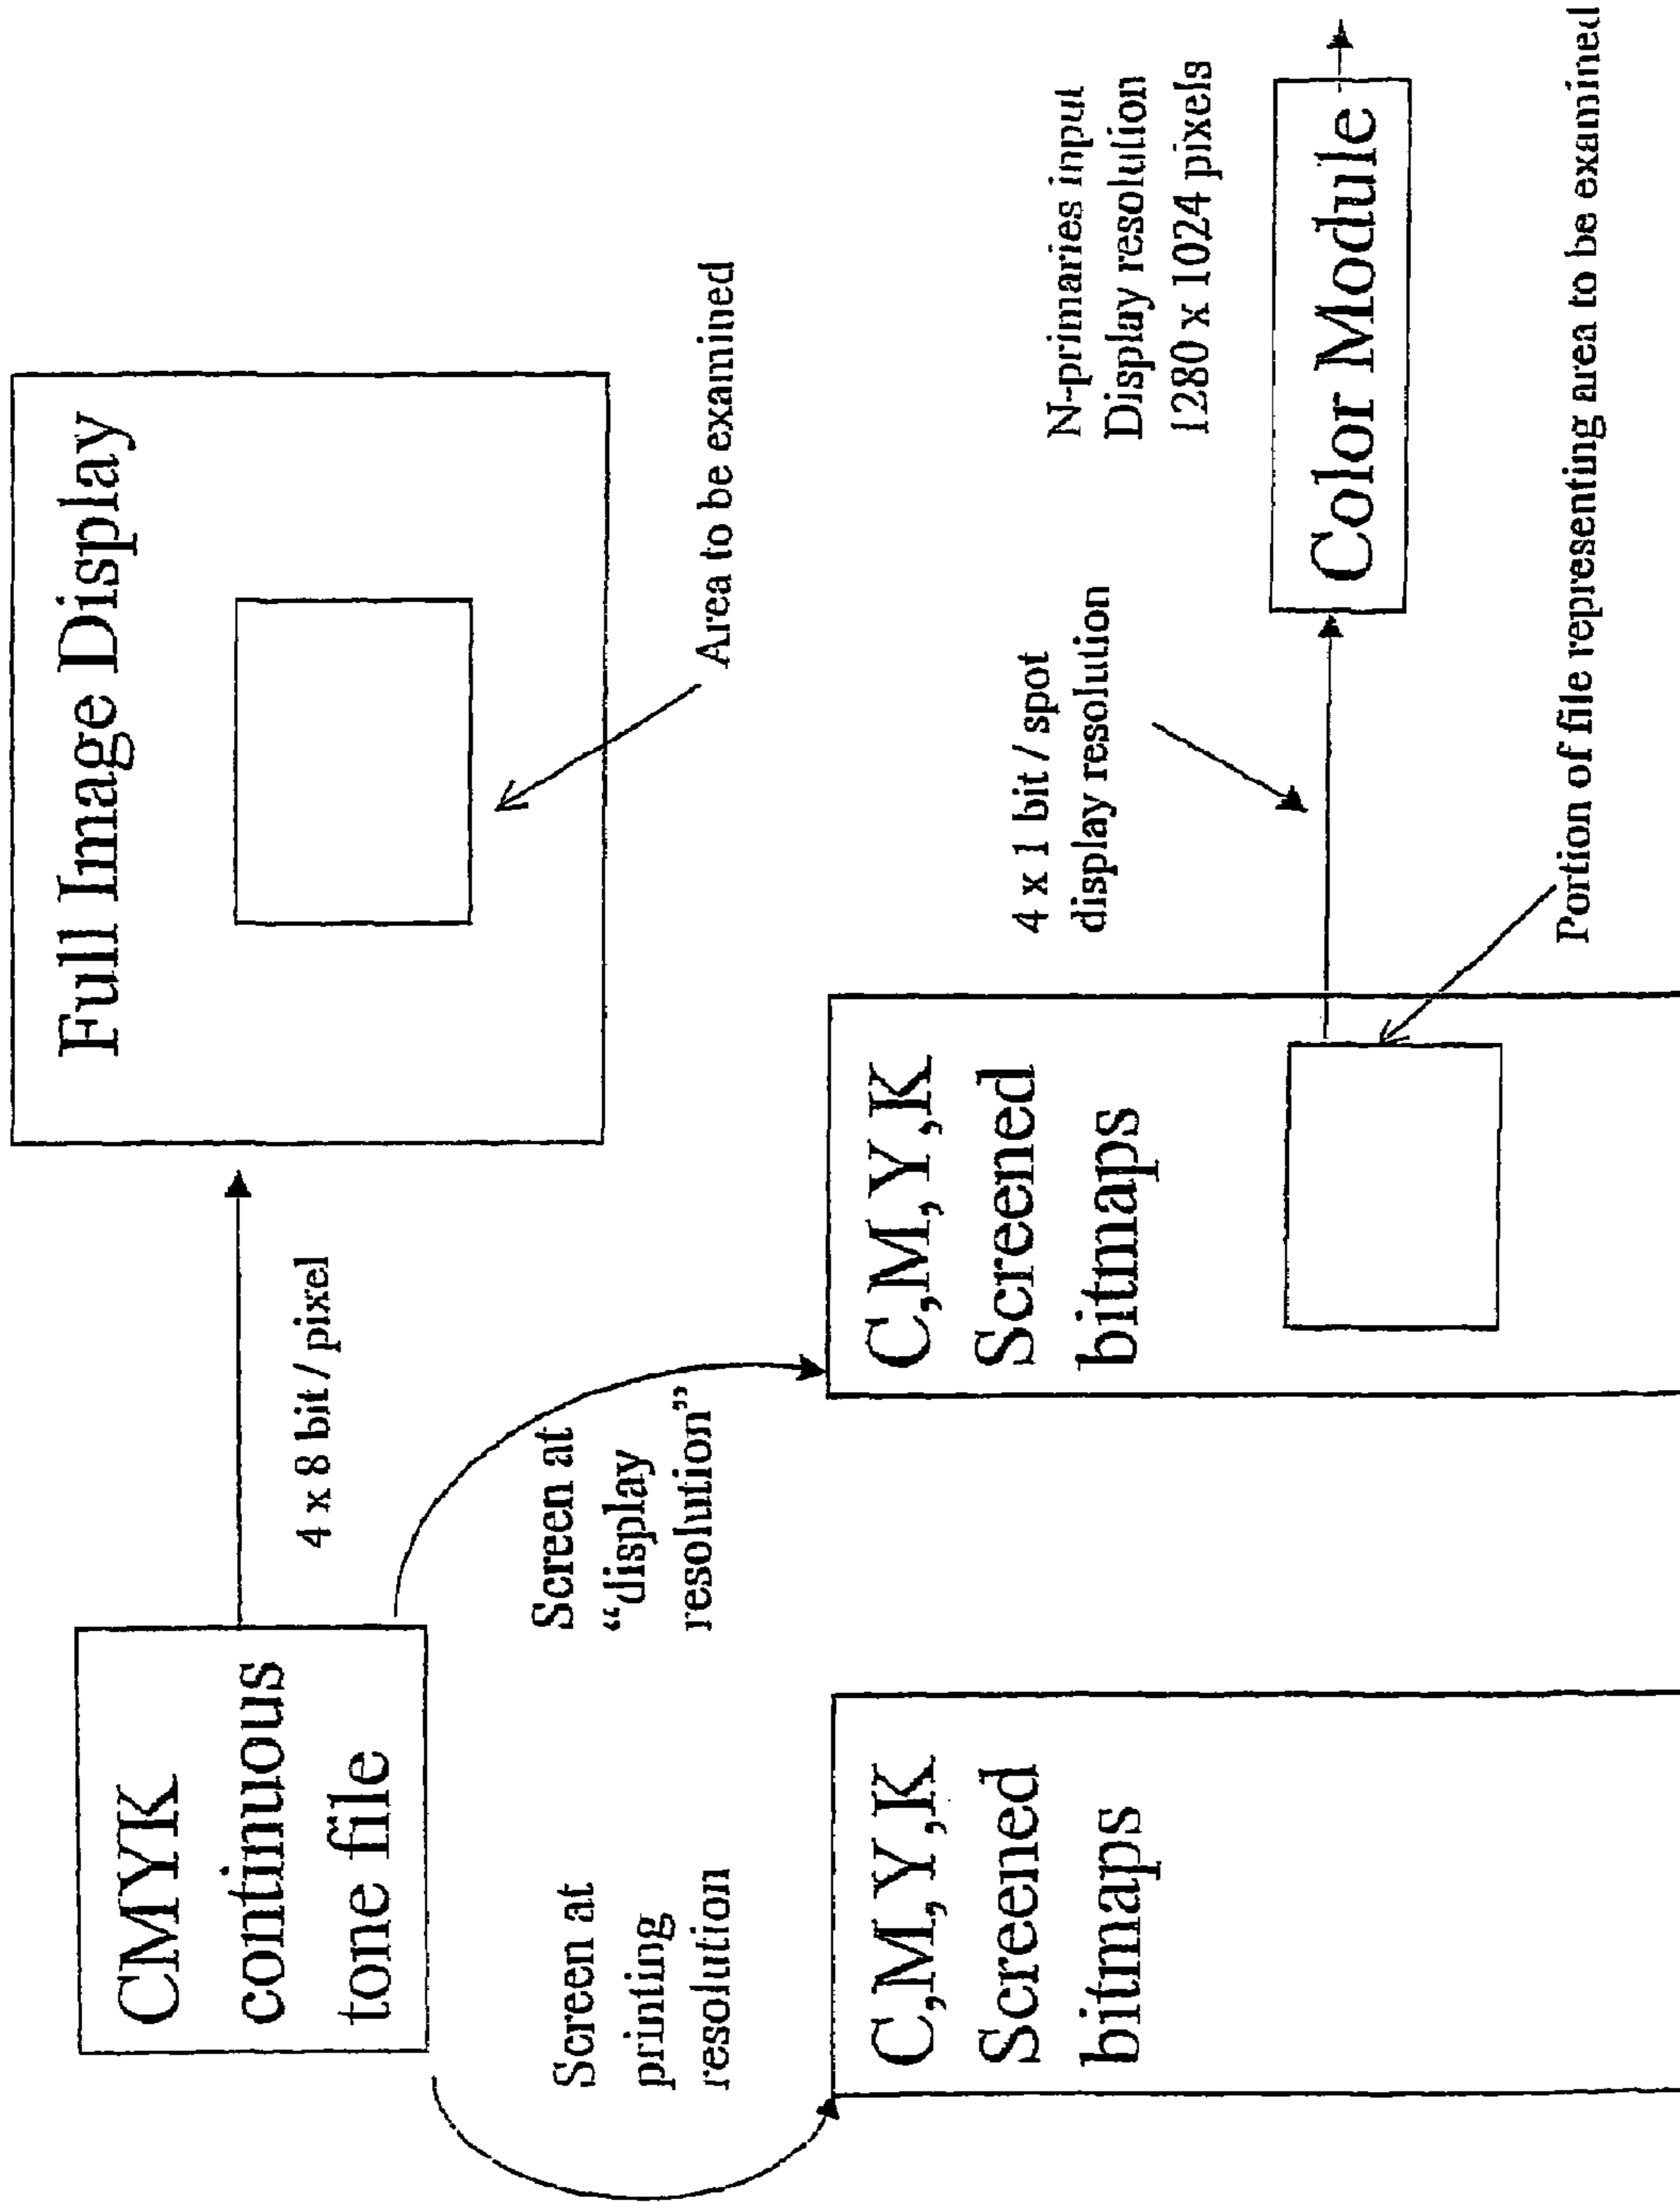 CMYK
continuous
tone file
4 x 8 bit / pixel
Full Image Display
Area to be examined
Screen at
printing
resolution
Screen at
“display
resolution”
C,M,Y,K
Screened
bitmaps
C,M,Y,K
Screened
bitmaps
4 x 1 bit / spot
display resolution
N-primaries input
Display resolution
1280 x 1024 pixels
Color Module
Portion of file representing area to be examined